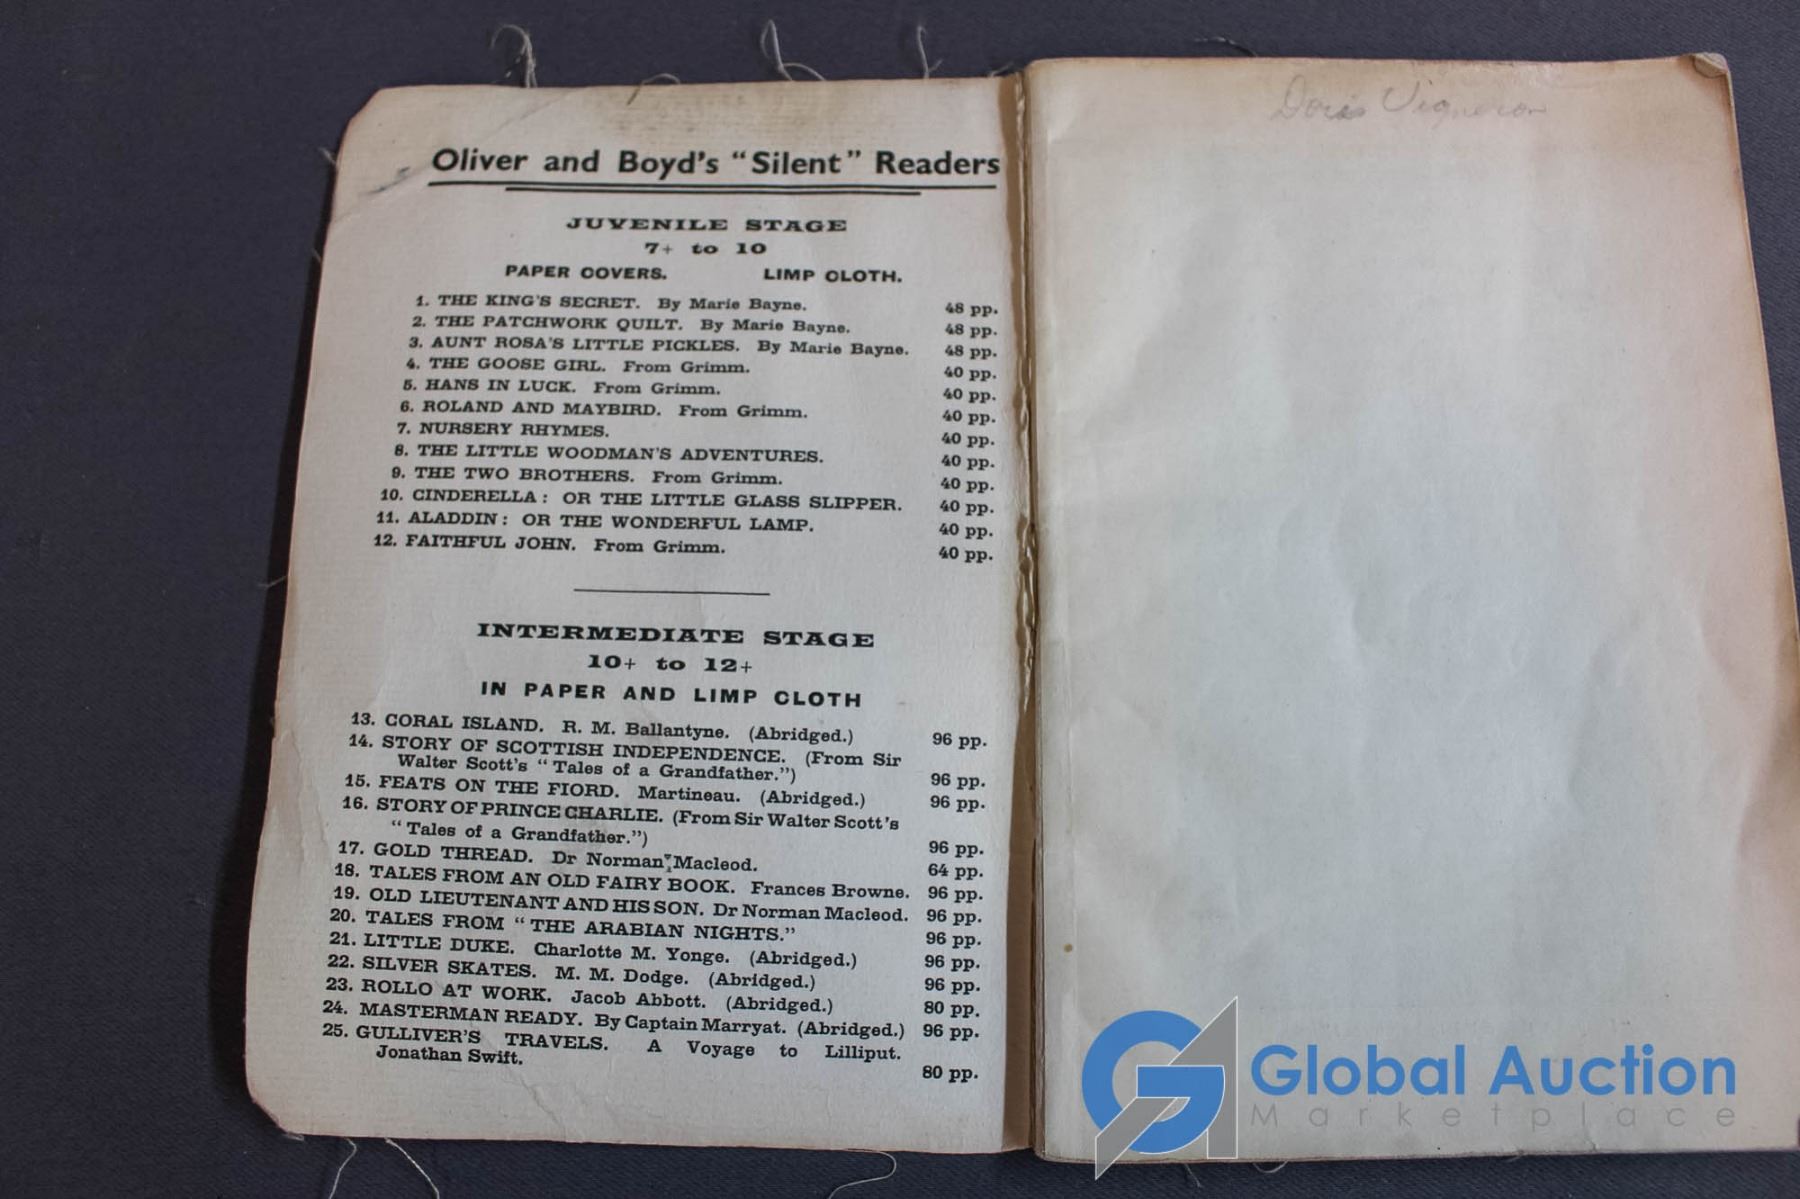 Oliver and Boyd's "Silent" Readers
JUVENILE STAGE
7+ to 10
PAPER COVERS. LIMP CLOTH.
1. THE KING'S SECRET. By Marie Bayne. 48 pp.
2. THE PATCHWORK QUILT. By Marie Bayne. 48 pp.
3. AUNT ROSA'S LITTLE PICKLES. By Marie Bayne. 48 pp.
4. THE GOOSE GIRL. From Grimm. 40 pp.
5. HANS IN LUCK. From Grimm. 40 pp.
6. ROLAND AND MAYBIRD. From Grimm. 40 pp.
7. NURSERY RHYMES. 40 pp.
8. THE LITTLE WOODMAN'S ADVENTURES. 40 pp.
9. THE TWO BROTHERS. From Grimm. 40 pp.
10. CINDERELLA: OR THE LITTLE GLASS SLIPPER. 40 pp.
11. ALADDIN: OR THE WONDERFUL LAMP. 40 pp.
12. FAITHFUL JOHN. From Grimm. 40 pp.
INTERMEDIATE STAGE
10+ to 12+
IN PAPER AND LIMP CLOTH
13. CORAL ISLAND. R. M. Ballantyne. (Abridged.) 96 pp.
14. STORY OF SCOTTISH INDEPENDENCE. (From Sir
Walter Scott's "Tales of a Grandfather.") 96 pp.
15. FEATS ON THE FIORD. Martineau. (Abridged.) 96 pp.
16. STORY OF PRINCE CHARLIE. (From Sir Walter Scott's
"Tales of a Grandfather.") 96 pp.
17. GOLD THREAD. Dr Norman Macleod. 64 pp.
18. TALES FROM AN OLD FAIRY BOOK. Frances Browne. 96 pp.
19. OLD LIEUTENANT AND HIS SON. Dr Norman Macleod. 96 pp.
20. TALES FROM "THE ARABIAN NIGHTS." 96 pp.
21. LITTLE DUKE. Charlotte M. Yonge. (Abridged.) 96 pp.
22. SILVER SKATES. M. M. Dodge. (Abridged.) 96 pp.
23. ROLLO AT WORK. Jacob Abbott. (Abridged.) 80 pp.
24. MASTERMAN READY. By Captain Marryat. (Abridged.) 96 pp.
25. GULLIVER'S TRAVELS. A Voyage to Lilliput.
Jonathan Swift. 80 pp.
Doris Vigneron
Global Auction
Marketplace